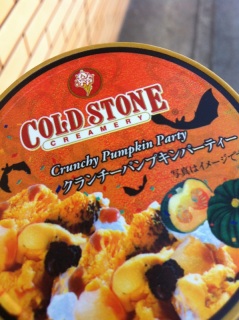 COLD STONE
CREAMERY
Crunchy Pumpkin Party
クランチーパンプキンパーティー
写真はイメージで